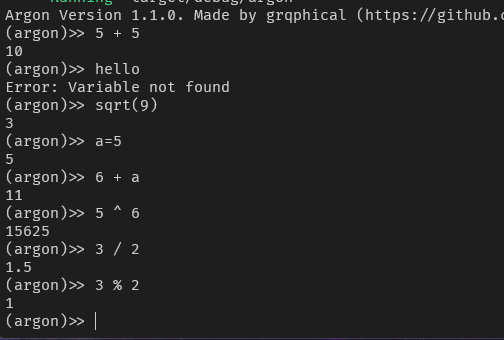 Running target/debug/argon
Argon Version 1.1.0. Made by grqphical (https://github.c
(argon)>> 5 + 5
10
(argon)>> hello
Error: Variable not found
(argon)>> sqrt(9)
3
(argon)>> a=5
5
(argon)>> 6 + a
11
(argon)>> 5 ^ 6
15625
(argon)>> 3 / 2
1.5
(argon)>> 3 % 2
1
(argon)>>